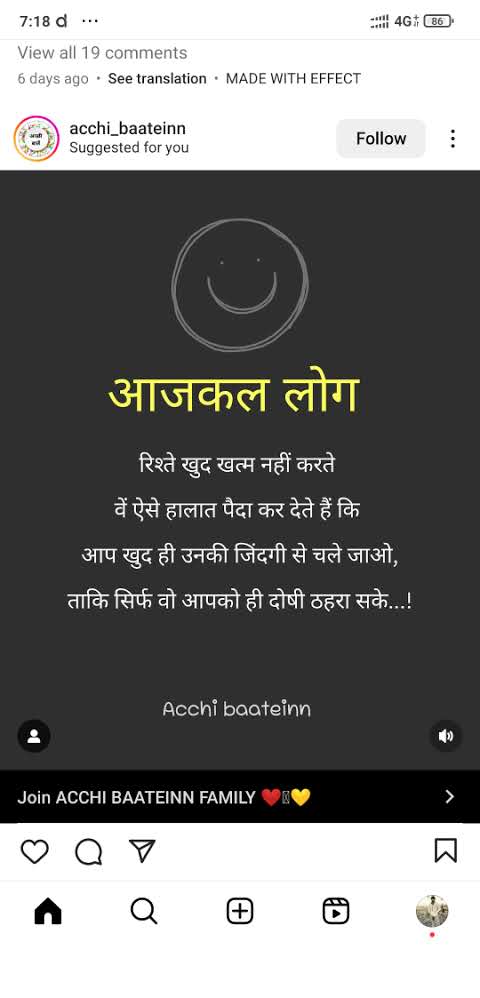 7:18 d ...
4G 86
View all 19 comments
6 days ago • See translation • MADE WITH EFFECT
acchi_baateinn
Suggested for you
Follow
आजकल लोग
रिश्ते खुद खत्म नहीं करते
वें ऐसे हालात पैदा कर देते हैं कि
आप खुद ही उनकी जिंदगी से चले जाओ,
ताकि सिर्फ वो आपको ही दोषी ठहरा सके...!
Acchi baateinn
Join ACCHI BAATEINN FAMILY ❤️💛